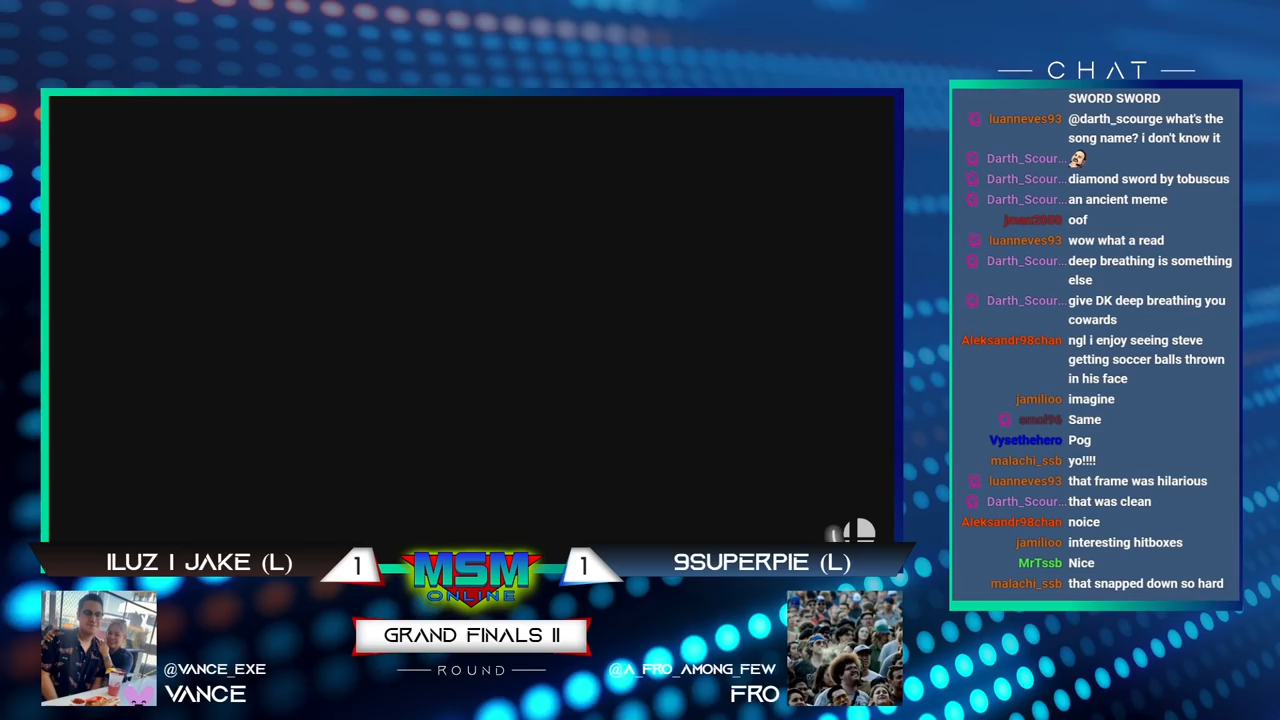 CHAT
SWORD SWORD
luanneves93 @darth_scourge what's the
song name? i don't know it
Darth_Scour...
Darth_Scour... diamond sword by tobuscus
Darth_Scour... an ancient meme
jman2000 oof
luanneves93 wow what a read
Darth_Scour... deep breathing is something
else
Darth_Scour... give DK deep breathing you
cowards
Aleksandr98chan ngl i enjoy seeing steve
getting soccer balls thrown
in his face
jamilioo imagine
Same
Vysethehero Pog
malachi_ssb yo!!!!
luanneves93 that frame was hilarious
Darth_Scour... that was clean
Aleksandr98chan noice
jamilioo interesting hitboxes
MrTssb Nice
malachi_ssb that snapped down so hard
ILUZ | JAKE (L) 1 MSM 1 9SUPERPIE (L)
ONLINE
GRAND FINALS II
ROUND
@VANCE_EXE
VANCE
@A_FRO_AMONG_FEW
FRO